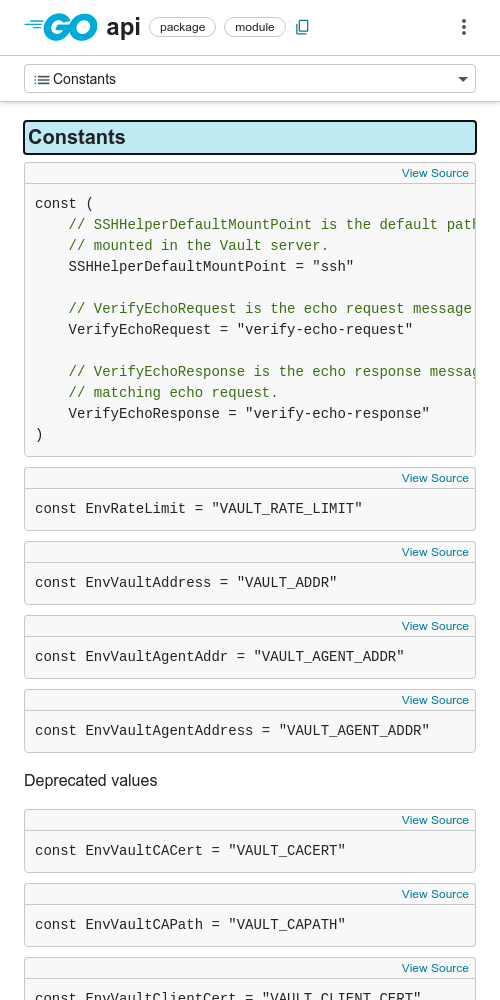 GO api package module
Constants
Constants
View Source
const (
// SSHHelperDefaultMountPoint is the default path
// mounted in the Vault server.
SSHHelperDefaultMountPoint = "ssh"
// VerifyEchoRequest is the echo request message
VerifyEchoRequest = "verify-echo-request"
// VerifyEchoResponse is the echo response messag
// matching echo request.
VerifyEchoResponse = "verify-echo-response"
)
View Source
const EnvRateLimit = "VAULT_RATE_LIMIT"
View Source
const EnvVaultAddress = "VAULT_ADDR"
View Source
const EnvVaultAgentAddr = "VAULT_AGENT_ADDR"
View Source
const EnvVaultAgentAddress = "VAULT_AGENT_ADDR"
Deprecated values
View Source
const EnvVaultCACert = "VAULT_CACERT"
View Source
const EnvVaultCAPath = "VAULT_CAPATH"
View Source
const EnvVaultClientCert = "VAULT_CLIENT_CERT"